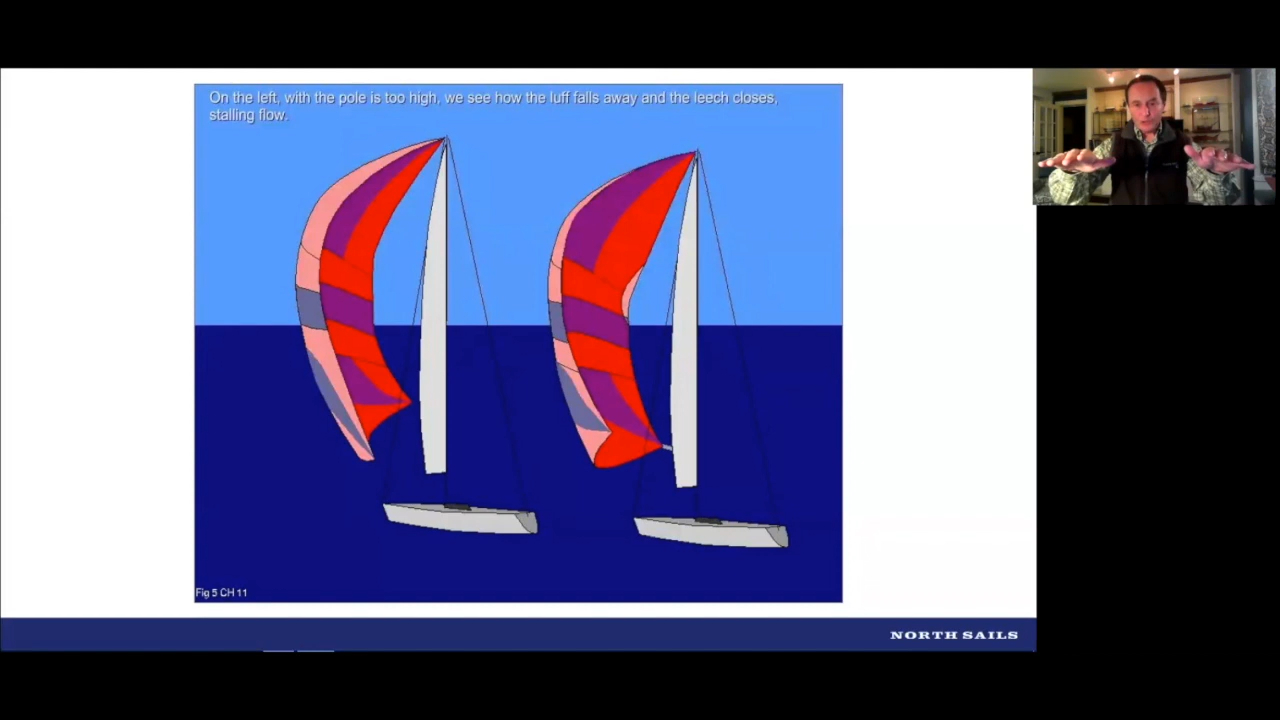 On the left, with the pole is too high, we see how the luff falls away and the leech closes,
stalling flow.
Fig 5 CH 11
NORTH SAILS